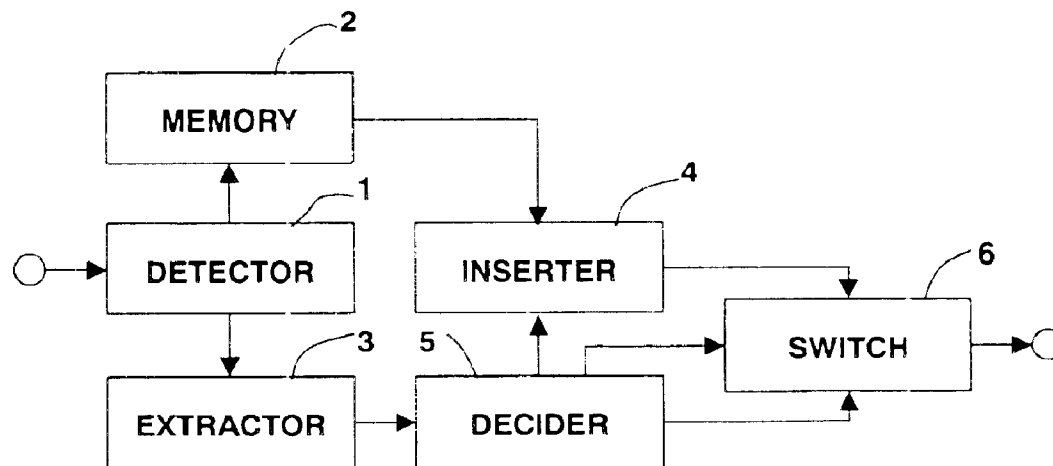 2
MEMORY
1
4
DETECTOR
INSERTER
6
SWITCH
3
5
EXTRACTOR
DECIDER